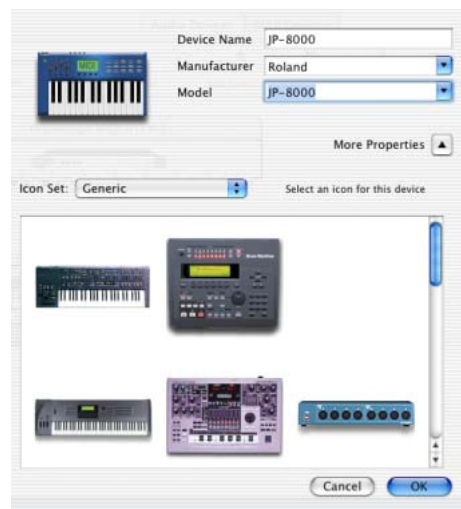 Device Name JP-8000
Manufacturer Roland
Model JP-8000
More Properties
Icon Set: Generic Select an icon for this device
MIDI
Cancel OK